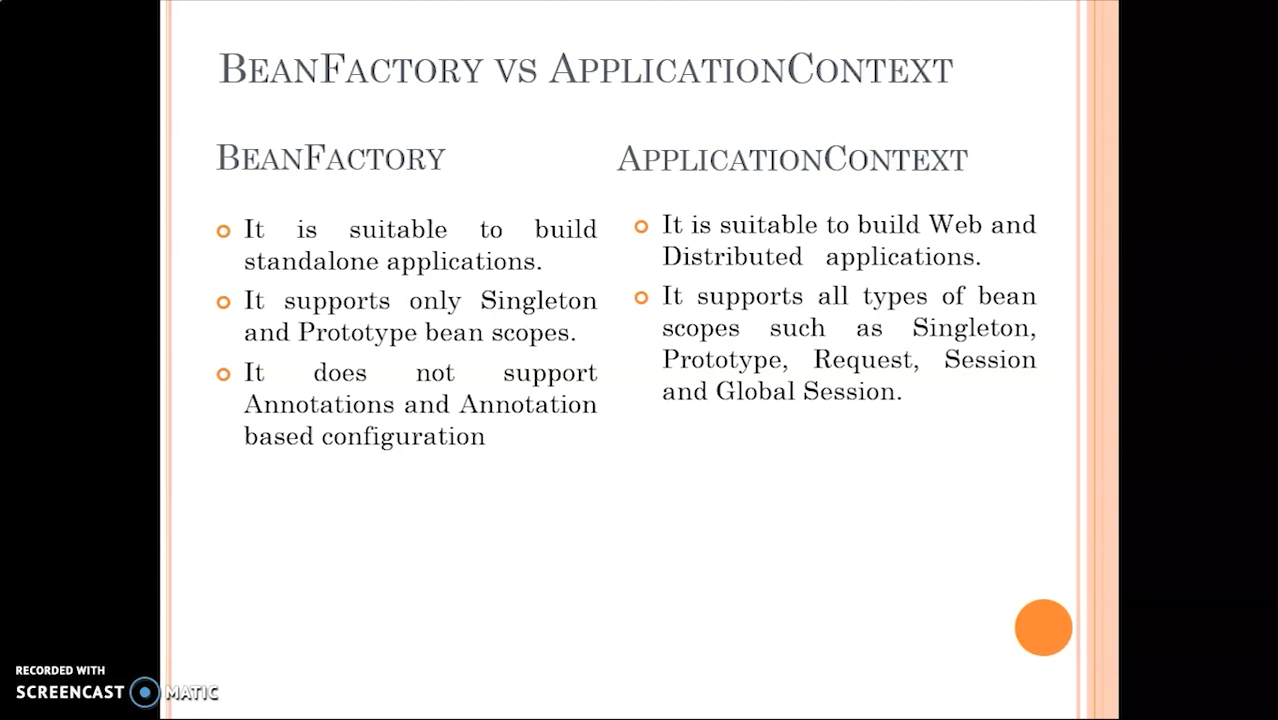 BEANFACTORY VS APPLICATIONCONTEXT
BEANFACTORY
It is suitable to build
standalone applications.
It supports only Singleton
and Prototype bean scopes.
It does not support
Annotations and Annotation
based configuration
APPLICATIONCONTEXT
It is suitable to build Web and
Distributed applications.
It supports all types of bean
scopes such as Singleton,
Prototype, Request, Session
and Global Session.
RECORDED WITH
SCREENCAST MATIC